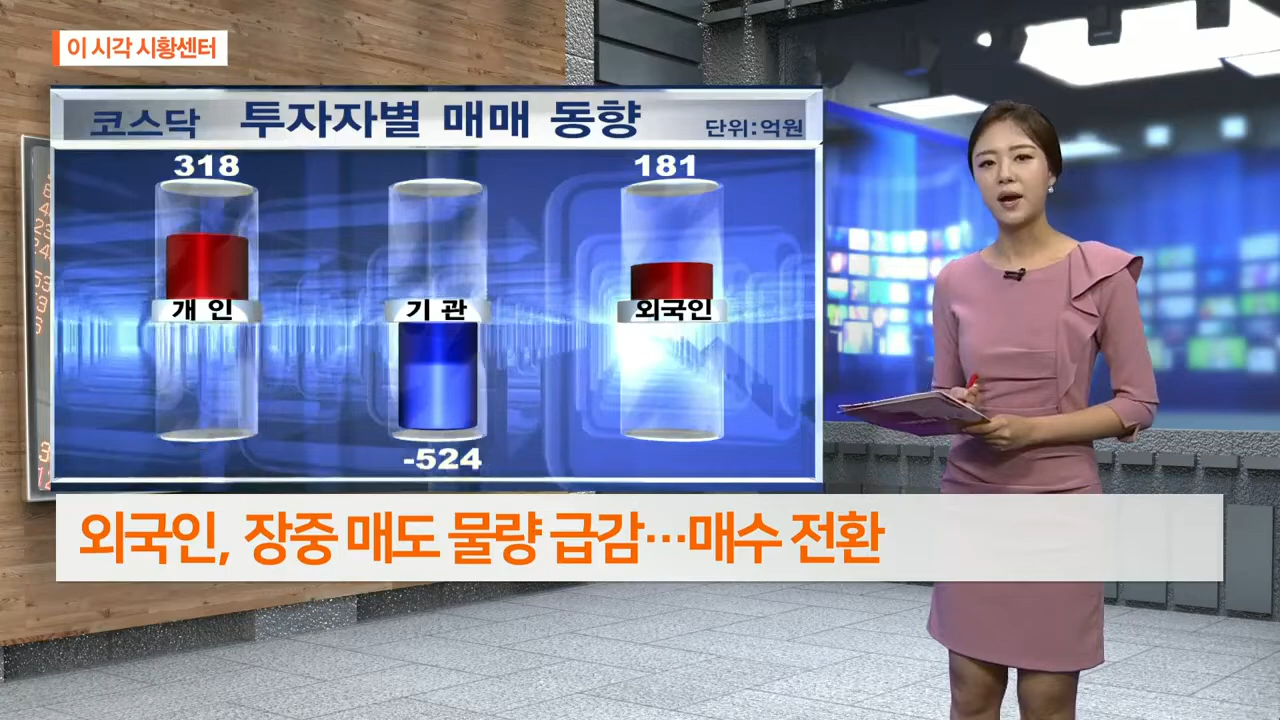 이 시각 시황센터
코스닥 투자자별 매매 동향 단위:억원
318 181
개인 기관 외국인
-524
외국인, 장중 매도 물량 급감…매수 전환